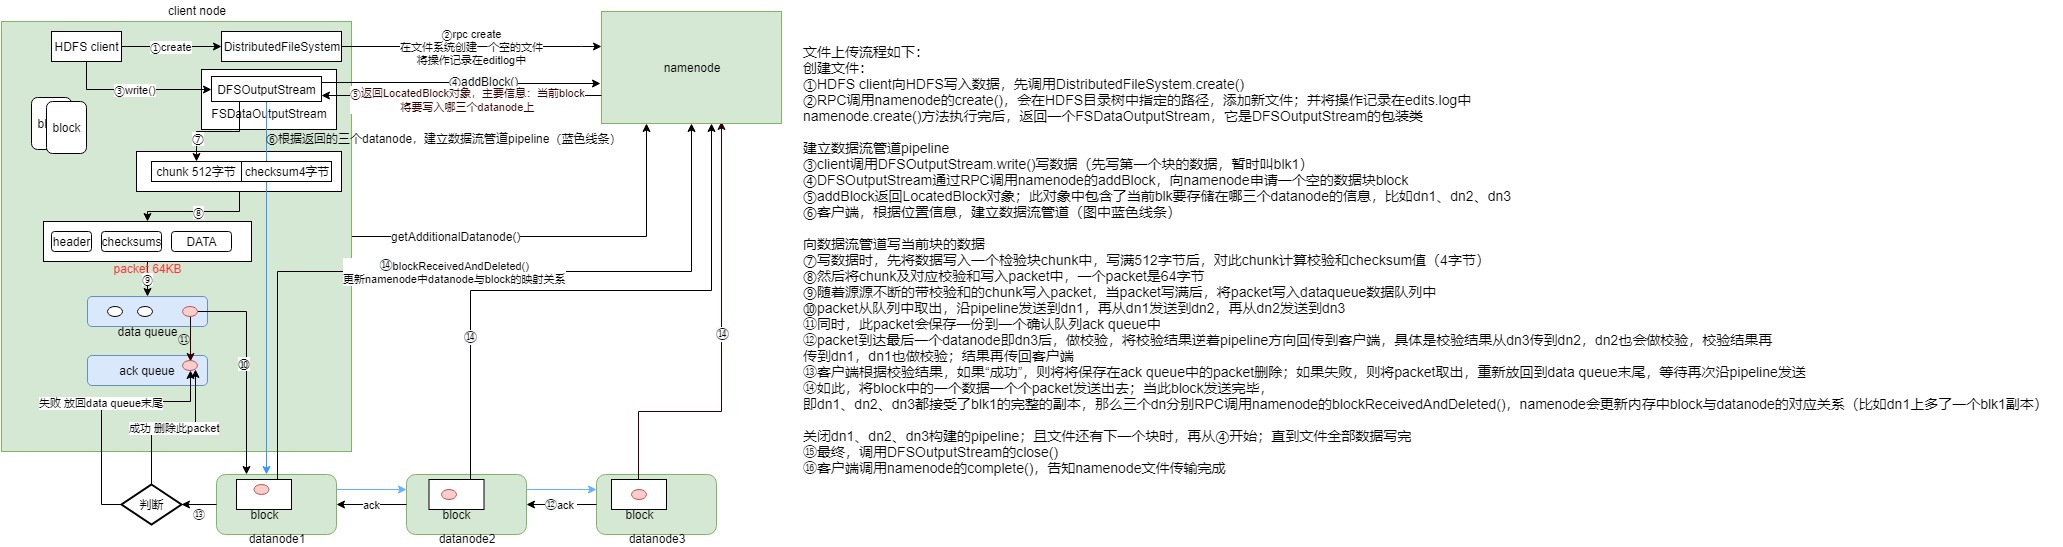 client node
HDFS client
①create
DistributedFileSystem
②rpc create
在文件系统创建一个空的文件
将操作记录在editlog中
namenode
③write()
DFSOutputStream
FSDataOutputStream
④addBlock()
⑤返回LocatedBlock对象，主要信息：当前block
将要写入哪三个datanode上
bl
block
⑥根据返回的三个datanode，建立数据流管道pipeline（蓝色线条）
⑦
chunk 512字节
checksum4字节
⑧
header
checksums
DATA
packet 64KB
⑨
getAdditionalDatanode()
⑭blockReceivedAndDeleted()
更新namenode中datanode与block的映射关系
data queue
⑪
⑩
⑭
⑭
ack queue
失败 放回data queue末尾
成功 删除此packet
判断
⑬
block
datanode1
ack
block
datanode2
⑫ack
block
datanode3
文件上传流程如下：
创建文件：
①HDFS client向HDFS写入数据，先调用DistributedFileSystem.create()
②RPC调用namenode的create()，会在HDFS目录树中指定的路径，添加新文件；并将操作记录在edits.log中
namenode.create()方法执行完后，返回一个FSDataOutputStream，它是DFSOutputStream的包装类
建立数据流管道pipeline
③client调用DFSOutputStream.write()写数据（先写第一个块的数据，暂时叫blk1）
④DFSOutputStream通过RPC调用namenode的addBlock，向namenode申请一个空的数据块block
⑤addBlock返回LocatedBlock对象；此对象中包含了当前blk要存储在哪三个datanode的信息，比如dn1、dn2、dn3
⑥客户端，根据位置信息，建立数据流管道（图中蓝色线条）
向数据流管道写当前块的数据
⑦写数据时，先将数据写入一个检验块chunk中，写满512字节后，对此chunk计算校验和checksum值（4字节）
⑧然后将chunk及对应校验和写入packet中，一个packet是64字节
⑨随着源源不断的带校验和的chunk写入packet，当packet写满后，将packet写入dataqueue数据队列中
⑩packet从队列中取出，沿pipeline发送到dn1，再从dn1发送到dn2，再从dn2发送到dn3
⑪同时，此packet会保存一份到一个确认队列ack queue中
⑫packet到达最后一个datanode即dn3后，做校验，将校验结果逆着pipeline方向回传到客户端，具体是校验结果从dn3传到dn2，dn2也会做校验，校验结果再
传到dn1，dn1也做校验；结果再传回客户端
⑬客户端根据校验结果，如果“成功”，则将将保存在ack queue中的packet删除；如果失败，则将packet取出，重新放回到data queue末尾，等待再次沿pipeline发送
⑭如此，将block中的一个数据一个个packet发送出去；当此block发送完毕，
即dn1、dn2、dn3都接受了blk1的完整的副本，那么三个dn分别RPC调用namenode的blockReceivedAndDeleted()，namenode会更新内存中block与datanode的对应关系（比如dn1上多了一个blk1副本）
关闭dn1、dn2、dn3构建的pipeline；且文件还有下一个块时，再从④开始；直到文件全部数据写完
⑮最终，调用DFSOutputStream的close()
⑯客户端调用namenode的complete()，告知namenode文件传输完成